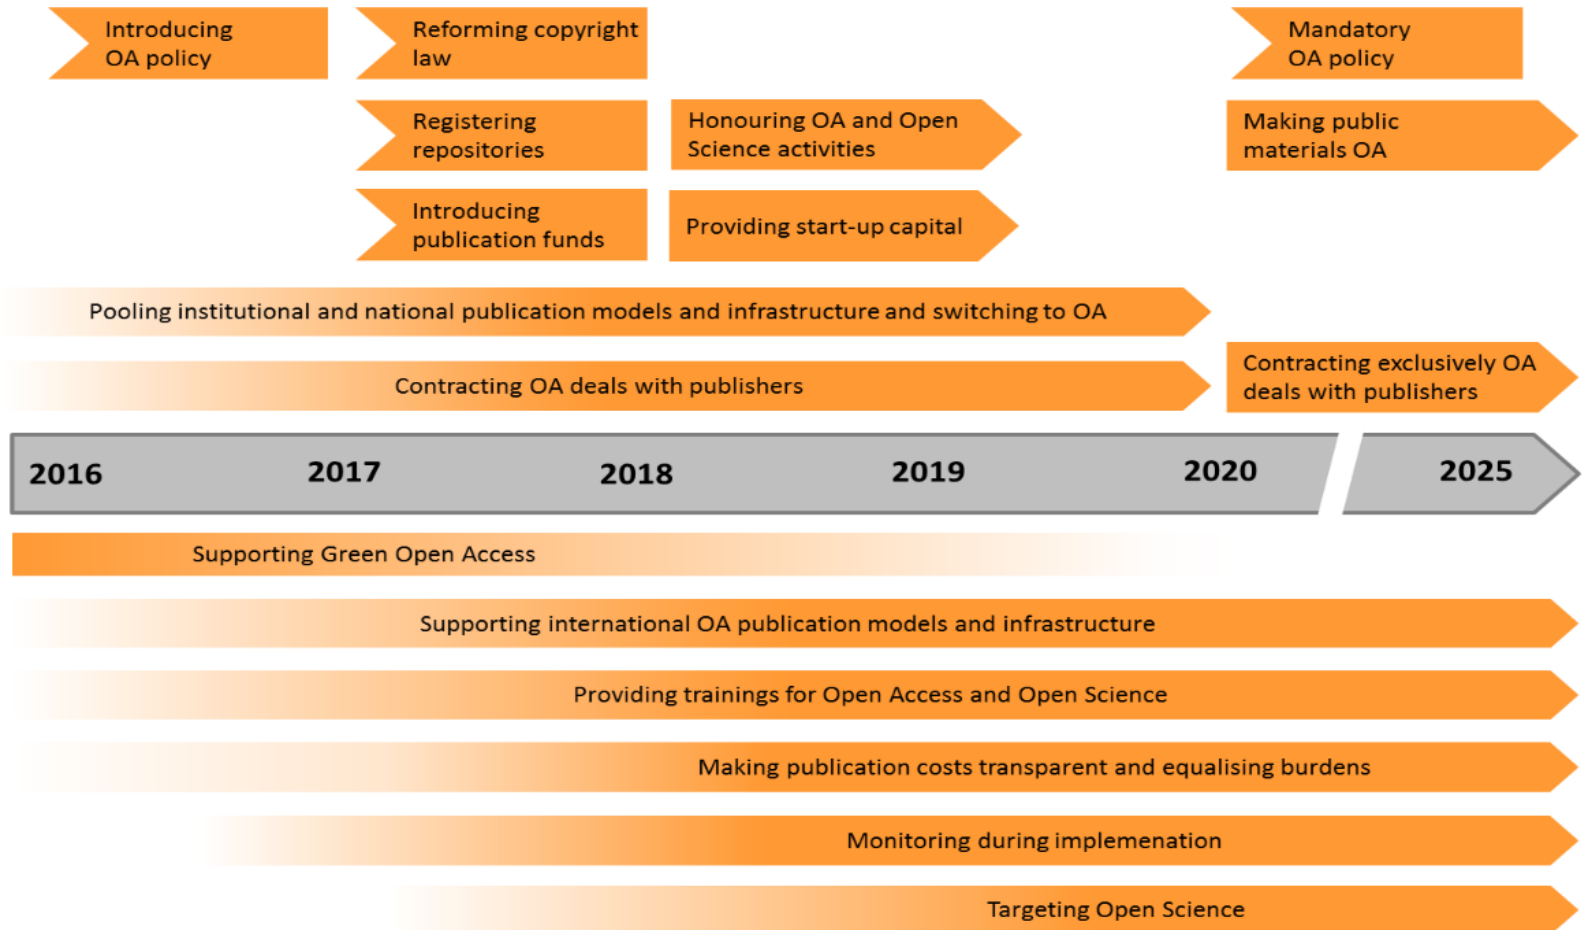 Introducing
OA policy
Reforming copyright
law
Mandatory
OA policy
Registering
repositories
Honouring OA and Open
Science activities
Making public
materials OA
Introducing
publication funds
Providing start-up capital
Pooling institutional and national publication models and infrastructure and switching to OA
Contracting OA deals with publishers
Contracting exclusively OA
deals with publishers
2016 2017 2018 2019 2020 2025
Supporting Green Open Access
Supporting international OA publication models and infrastructure
Providing trainings for Open Access and Open Science
Making publication costs transparent and equalising burdens
Monitoring during implemenation
Targeting Open Science